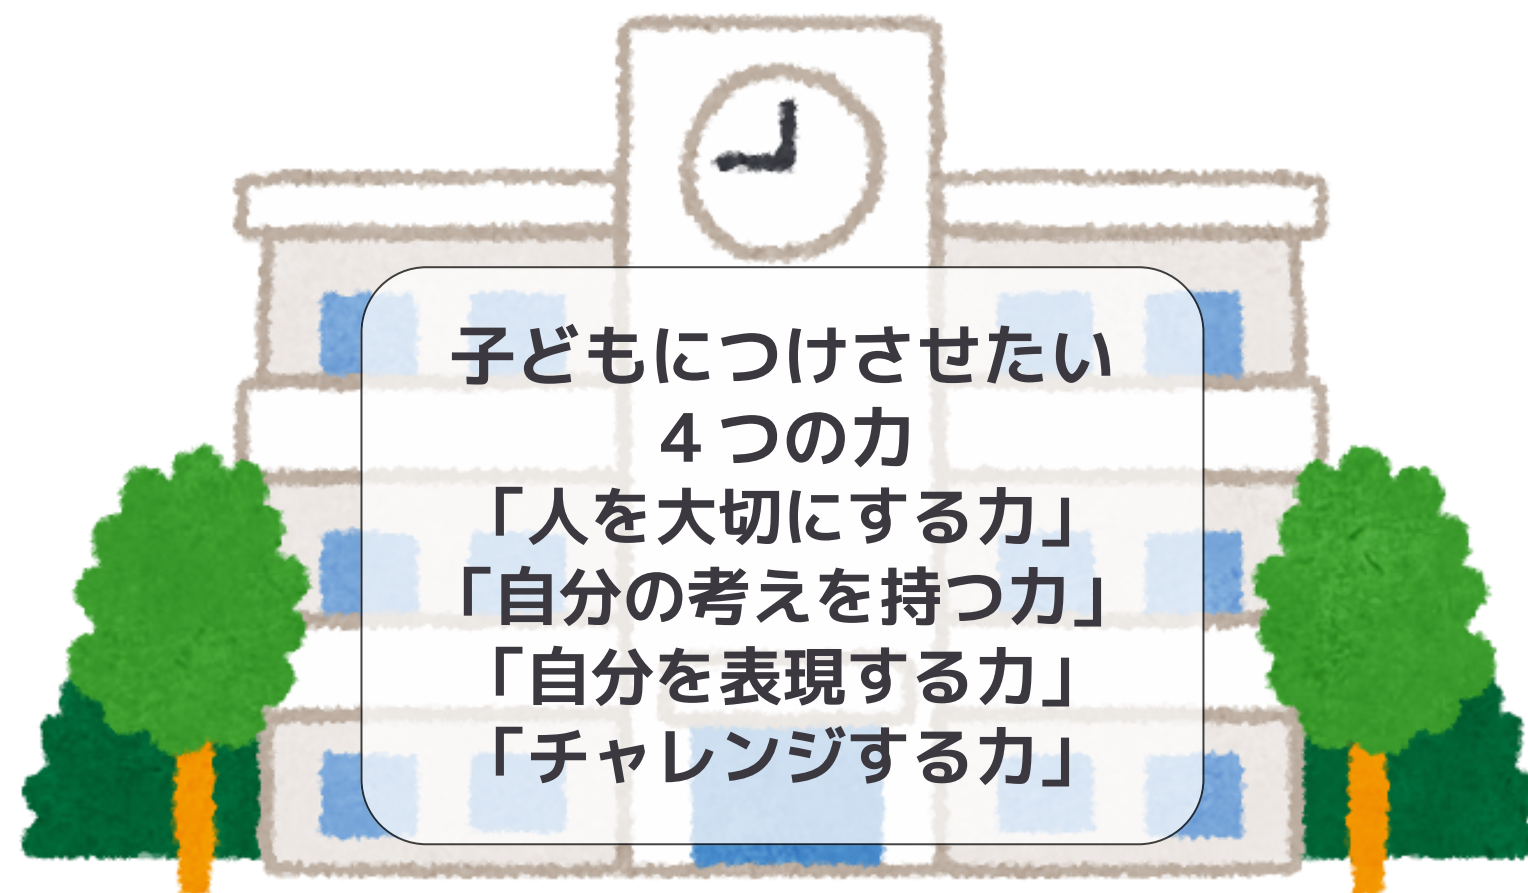 子どもにつけさせたい
４つの力
「人を大切にする力」
「自分の考えを持つ力」
「自分を表現する力」
「チャレンジする力」